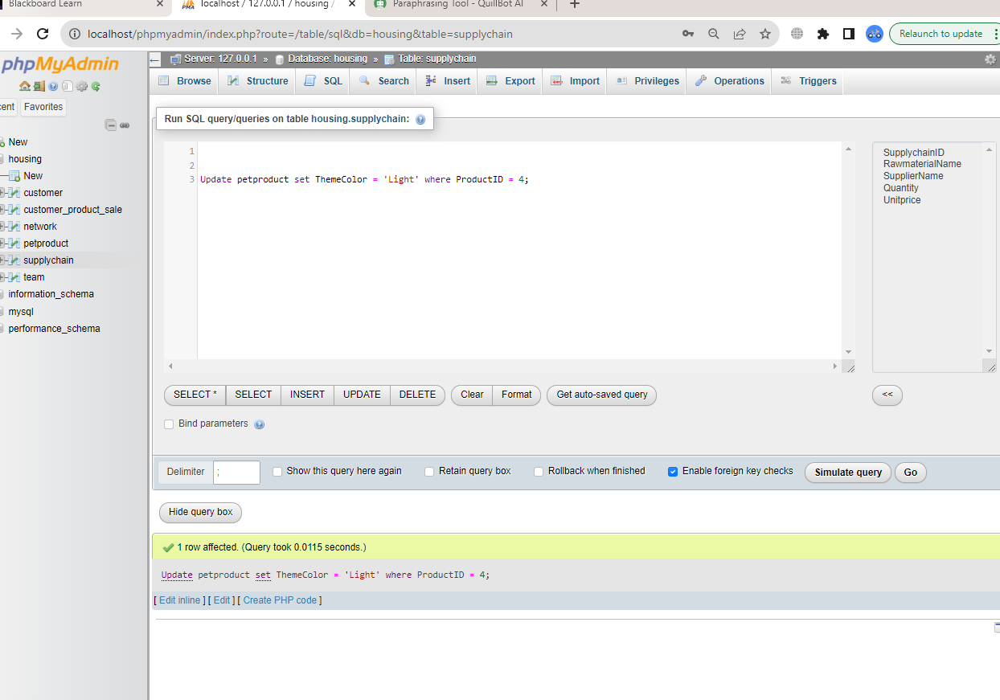 Blackboard Learn
localhost / 127.0.0.1 / housing /
Paraphrasing Tool - QuillBot AI
localhost/phpmyadmin/index.php?route=/table/sql&db=housing&table=supplychain
Relaunch to update
phpMyAdmin
Server: 127.0.0.1 » Database: housing » Table: supplychain
Browse Structure SQL Search Insert Export Import Privileges Operations Triggers
cent Favorites
New
housing
New
customer
customer_product_sale
network
petproduct
supplychain
team
information_schema
mysql
performance_schema
Run SQL query/queries on table housing.supplychain:
1
2
3 Update petproduct set ThemeColor = 'Light' where ProductID = 4;
SupplychainID
RawmaterialName
SupplierName
Quantity
Unitprice
SELECT * SELECT INSERT UPDATE DELETE Clear Format Get auto-saved query <<
Bind parameters
Delimiter ; Show this query here again Retain query box Rollback when finished Enable foreign key checks Simulate query Go
Hide query box
1 row affected. (Query took 0.0115 seconds.)
Update petproduct set ThemeColor = 'Light' where ProductID = 4;
[ Edit inline ] [ Edit ] [ Create PHP code ]